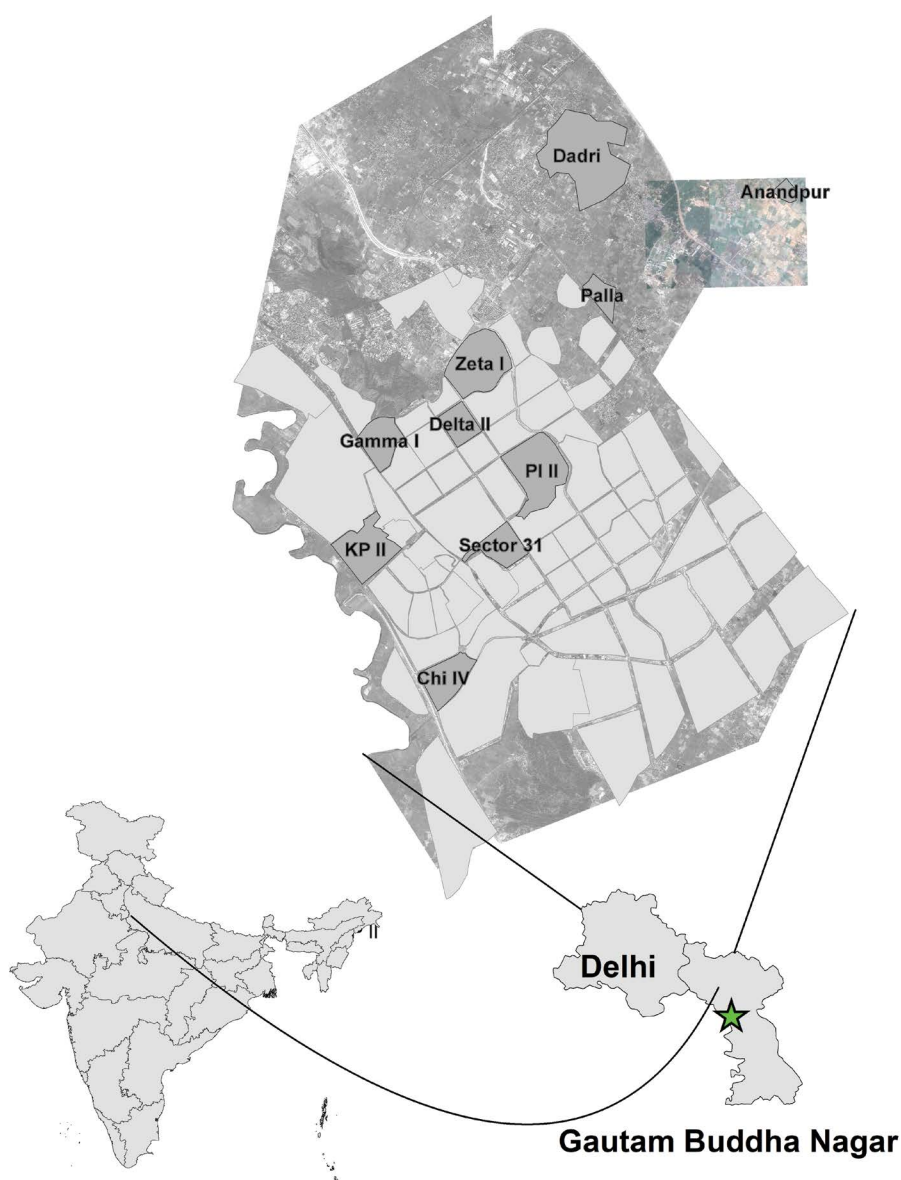 Dadri
Anandpur
Palla
Zeta I
Delta II
Gamma I
PI II
KP II
Sector 31
Chi IV
II
Delhi
Gautam Buddha Nagar